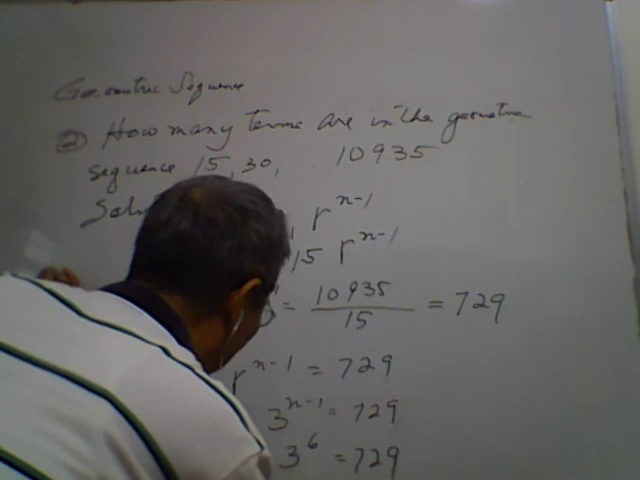 Geometric Sequence
② How many terms are in the geometric
sequence 15, 30, 10935
Solu
r^{n-1}
15 r^{n-1}
= \frac{10935}{15} = 729
r^{n-1} = 729
3^{n-1} = 729
3^6 = 729